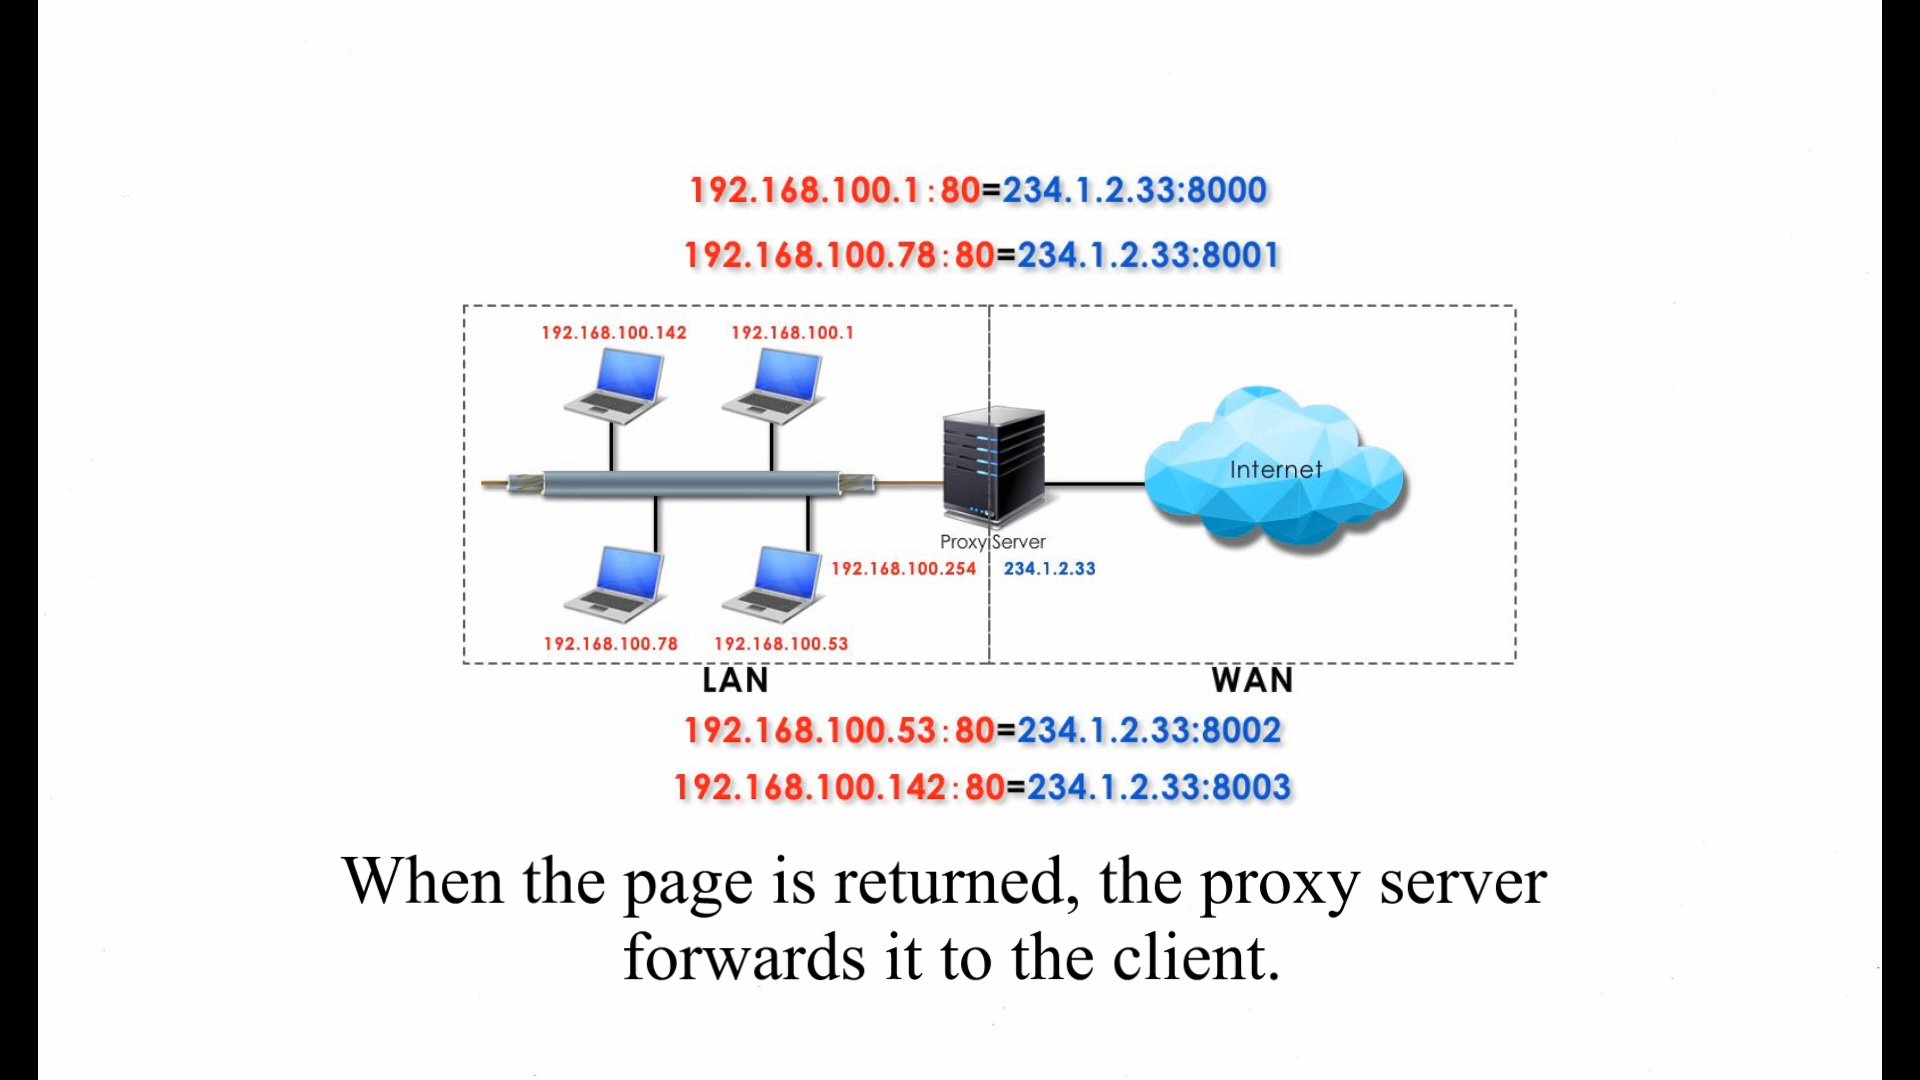 192.168.100.1:80=234.1.2.33:8000
192.168.100.78:80=234.1.2.33:8001
192.168.100.142 192.168.100.1
Internet
Proxy Server
192.168.100.254 234.1.2.33
192.168.100.78 192.168.100.53
LAN WAN
192.168.100.53:80=234.1.2.33:8002
192.168.100.142:80=234.1.2.33:8003
When the page is returned, the proxy server
forwards it to the client.